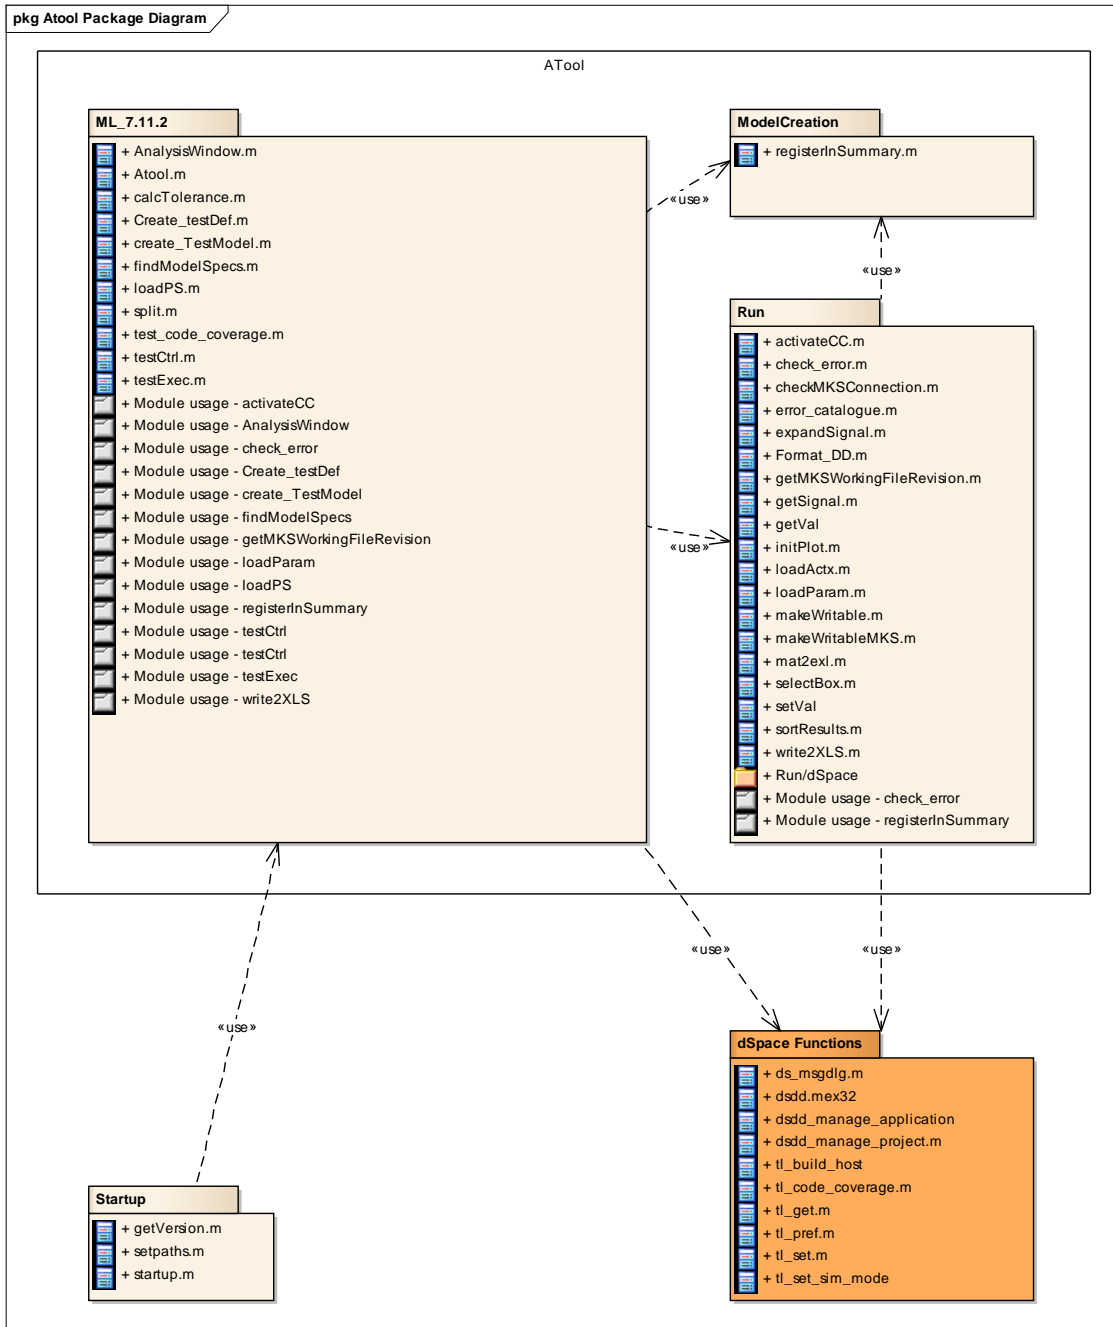 pkg Atool Package Diagram
ATool
ML_7.11.2
+ AnalysisWindow.m
+ Atool.m
+ calcTolerance.m
+ Create_testDef.m
+ create_TestModel.m
+ findModelSpecs.m
+ loadPS.m
+ split.m
+ test_code_coverage.m
+ testCtrl.m
+ testExec.m
+ Module usage - activateCC
+ Module usage - AnalysisWindow
+ Module usage - check_error
+ Module usage - Create_testDef
+ Module usage - create_TestModel
+ Module usage - findModelSpecs
+ Module usage - getMKSWorkingFileRevision
+ Module usage - loadParam
+ Module usage - loadPS
+ Module usage - registerInSummary
+ Module usage - testCtrl
+ Module usage - testCtrl
+ Module usage - testExec
+ Module usage - write2XLS
«use»
ModelCreation
+ registerInSummary.m
«use»
Run
+ activateCC.m
+ check_error.m
+ checkMKSConnection.m
+ error_catalogue.m
+ expandSignal.m
+ Format_DD.m
+ getMKSWorkingFileRevision.m
+ getSignal.m
+ getVal
+ initPlot.m
+ loadActx.m
+ loadParam.m
+ makeWritable.m
+ makeWritableMKS.m
+ mat2exl.m
+ selectBox.m
+ setVal
+ sortResults.m
+ write2XLS.m
+ Run/dSpace
+ Module usage - check_error
+ Module usage - registerInSummary
«use»
«use»
«use»
«use»
dSpace Functions
+ ds_msgdlg.m
+ dsdd.mex32
+ dsdd_manage_application
+ dsdd_manage_project.m
+ tl_build_host
+ tl_code_coverage.m
+ tl_get.m
+ tl_pref.m
+ tl_set.m
+ tl_set_sim_mode
Startup
+ getVersion.m
+ setpaths.m
+ startup.m